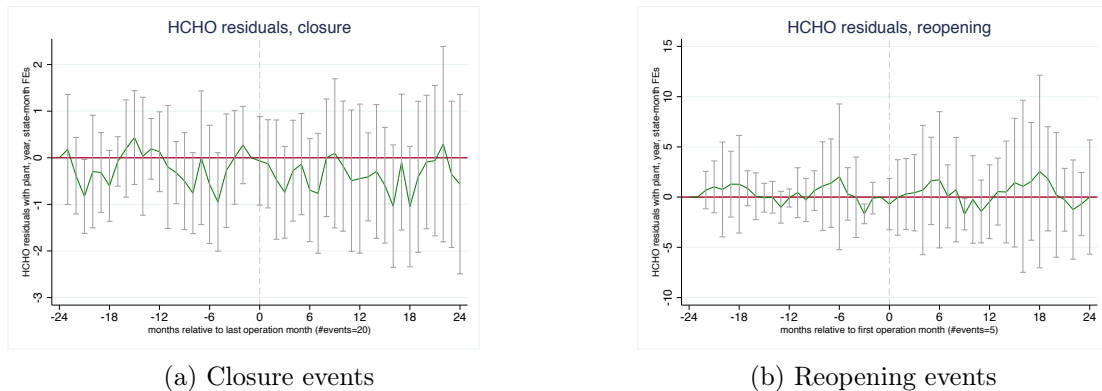 HCHO residuals, closure
HCHO residuals with plant, year, state-month FEs
2
1
0
-1
-2
-3
-24 -18 -12 -6 0 6 12 18 24
months relative to last operation month (#events=20)
(a) Closure events
HCHO residuals, reopening
HCHO residuals with plant, year, state-month FEs
15
10
5
0
-5
-10
-24 -18 -12 -6 0 6 12 18 24
months relative to first operation month (#events=5)
(b) Reopening events